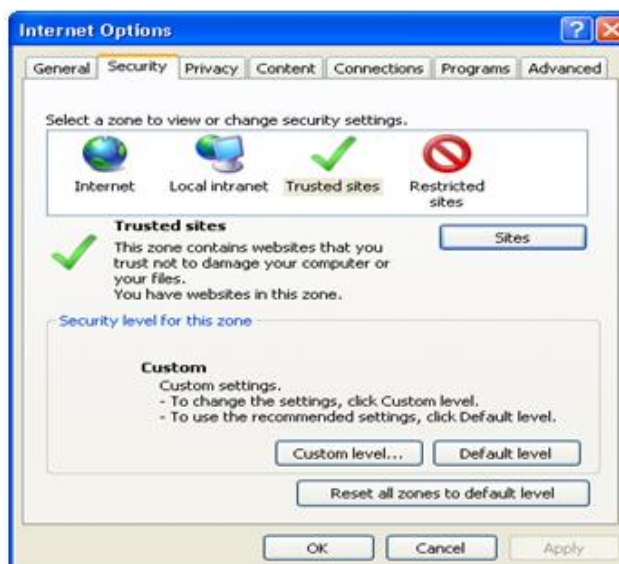 Internet Options
General Security Privacy Content Connections Programs Advanced
Select a zone to view or change security settings.
Internet Local intranet Trusted sites Restricted sites
Trusted sites
Sites
This zone contains websites that you
trust not to damage your computer or
your files.
You have websites in this zone.
Security level for this zone
Custom
Custom settings.
- To change the settings, click Custom level.
- To use the recommended settings, click Default level.
Custom level... Default level
Reset all zones to default level
OK Cancel Apply